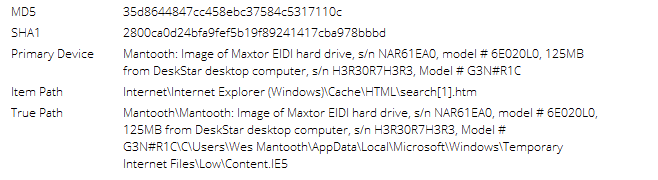 MD5 35d8644847cc458ebc37584c5317110c
SHA1 2800ca0d24bfa9fef5b19f89241417cba978bbbd
Primary Device Mantooth: Image of Maxtor EIDI hard drive, s/n NAR61EA0, model # 6E020L0, 125MB
from DeskStar desktop computer, s/n H3R30R7H3R3, Model # G3N#R1C
Item Path Internet\Internet Explorer (Windows)\Cache\HTML\search[1].htm
True Path Mantooth\Mantooth: Image of Maxtor EIDI hard drive, s/n NAR61EA0, model # 6E020L0,
125MB from DeskStar desktop computer, s/n H3R30R7H3R3, Model #
G3N#R1C\C\Users\Wes Mantooth\AppData\Local\Microsoft\Windows\Temporary
Internet Files\Low\Content.IE5